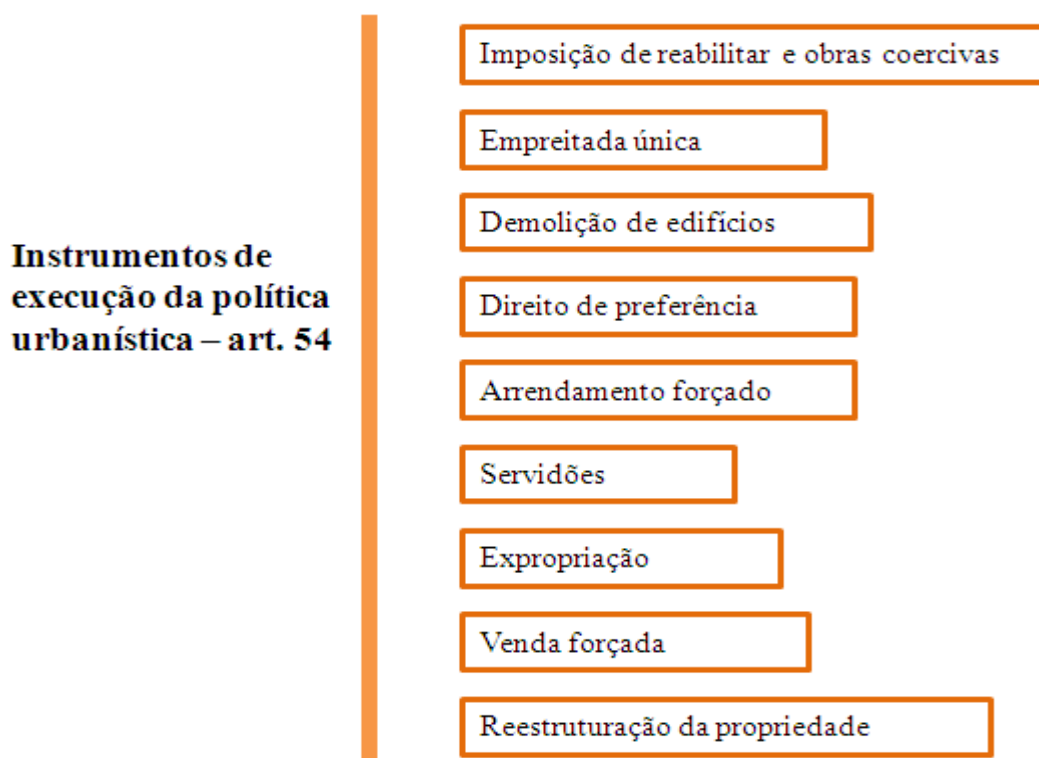 Instrumentos de
execução da política
urbanística – art. 54
Imposição de reabilitar e obras coercivas
Empreitada única
Demolição de edifícios
Direito de preferência
Arrendamento forçado
Servidões
Expropriação
Venda forçada
Reestruturação da propriedade